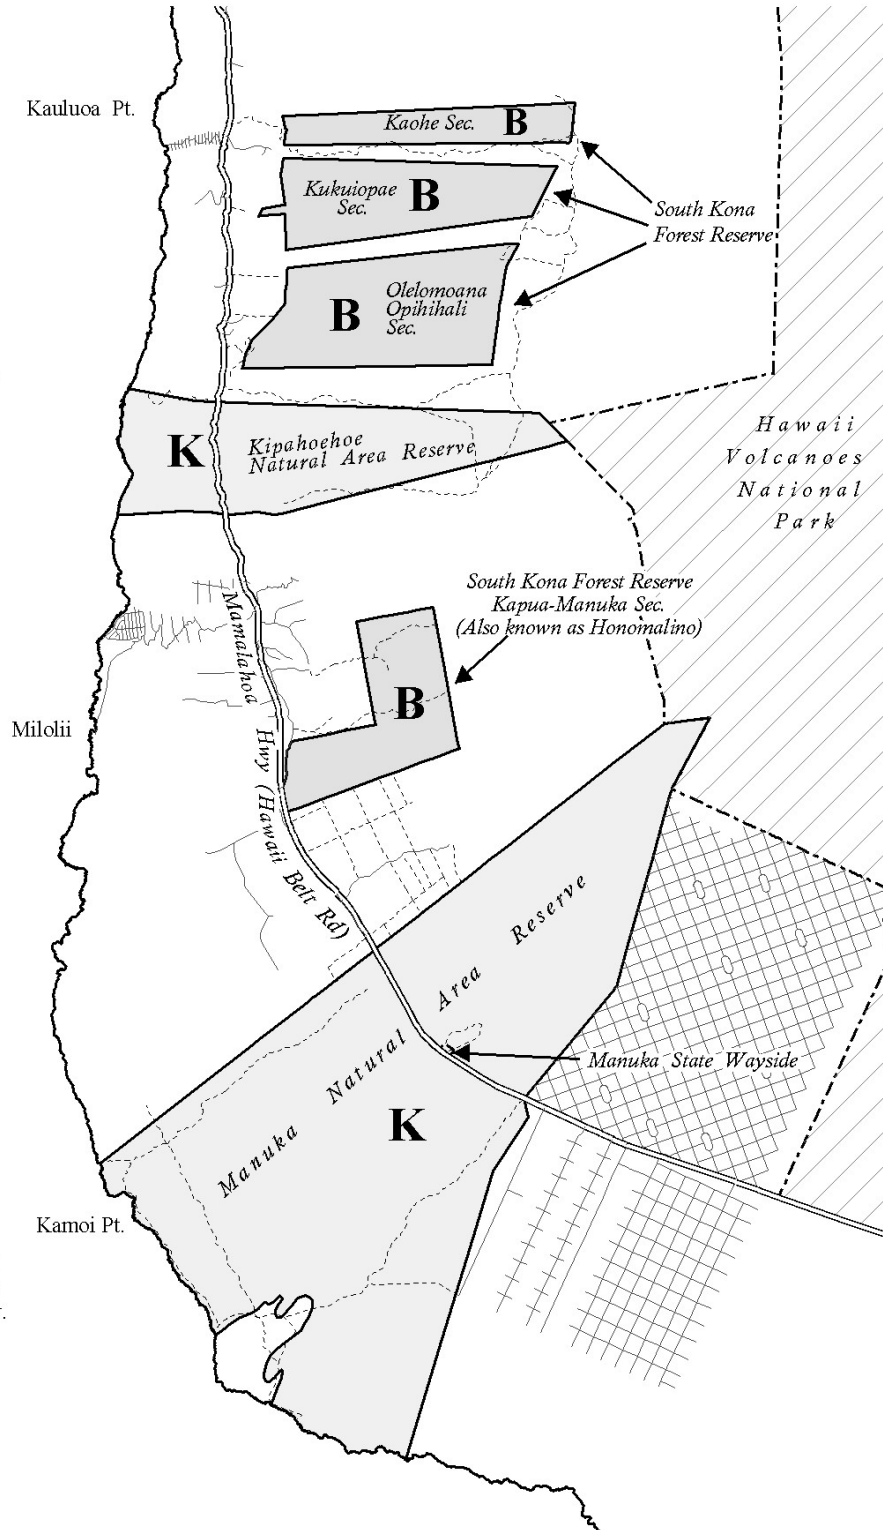 Kauluoa Pt.
Kaohe Sec.
B
Kukuiopae
Sec.
B
South Kona
Forest Reserve
B
Olelomoana
Opihihali
Sec.
K
Kipahoehoe
Natural Area Reserve
Hawaii
Volcanoes
National
Park
South Kona Forest Reserve
Kapua-Manuka Sec.
(Also known as Honomalino)
B
Milolii
Mamalahoa Hwy (Hawaii Belt Rd)
Manuka Natural Area Reserve
Manuka State Wayside
K
Kamoi Pt.